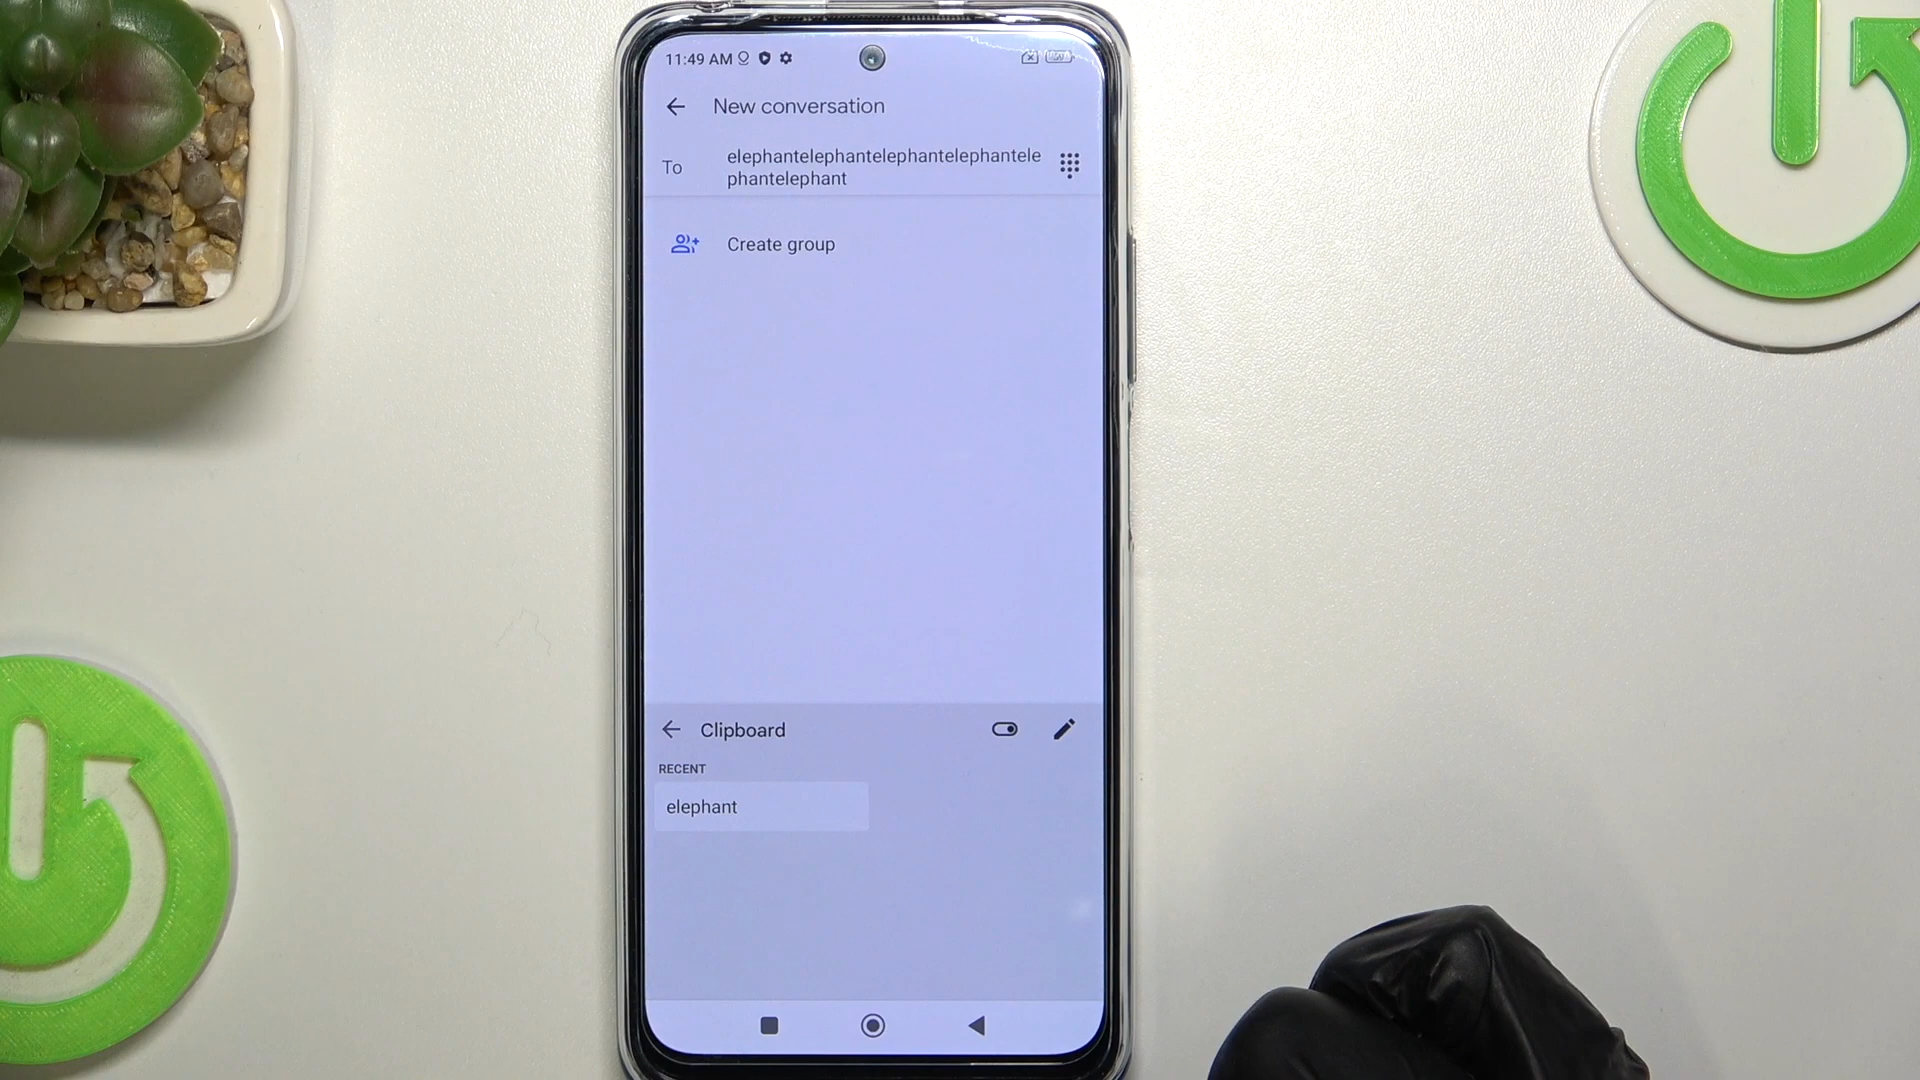 11:49 AM
New conversation
To
elephantelephantelephantelephantele
phantelephant
Create group
Clipboard
RECENT
elephant